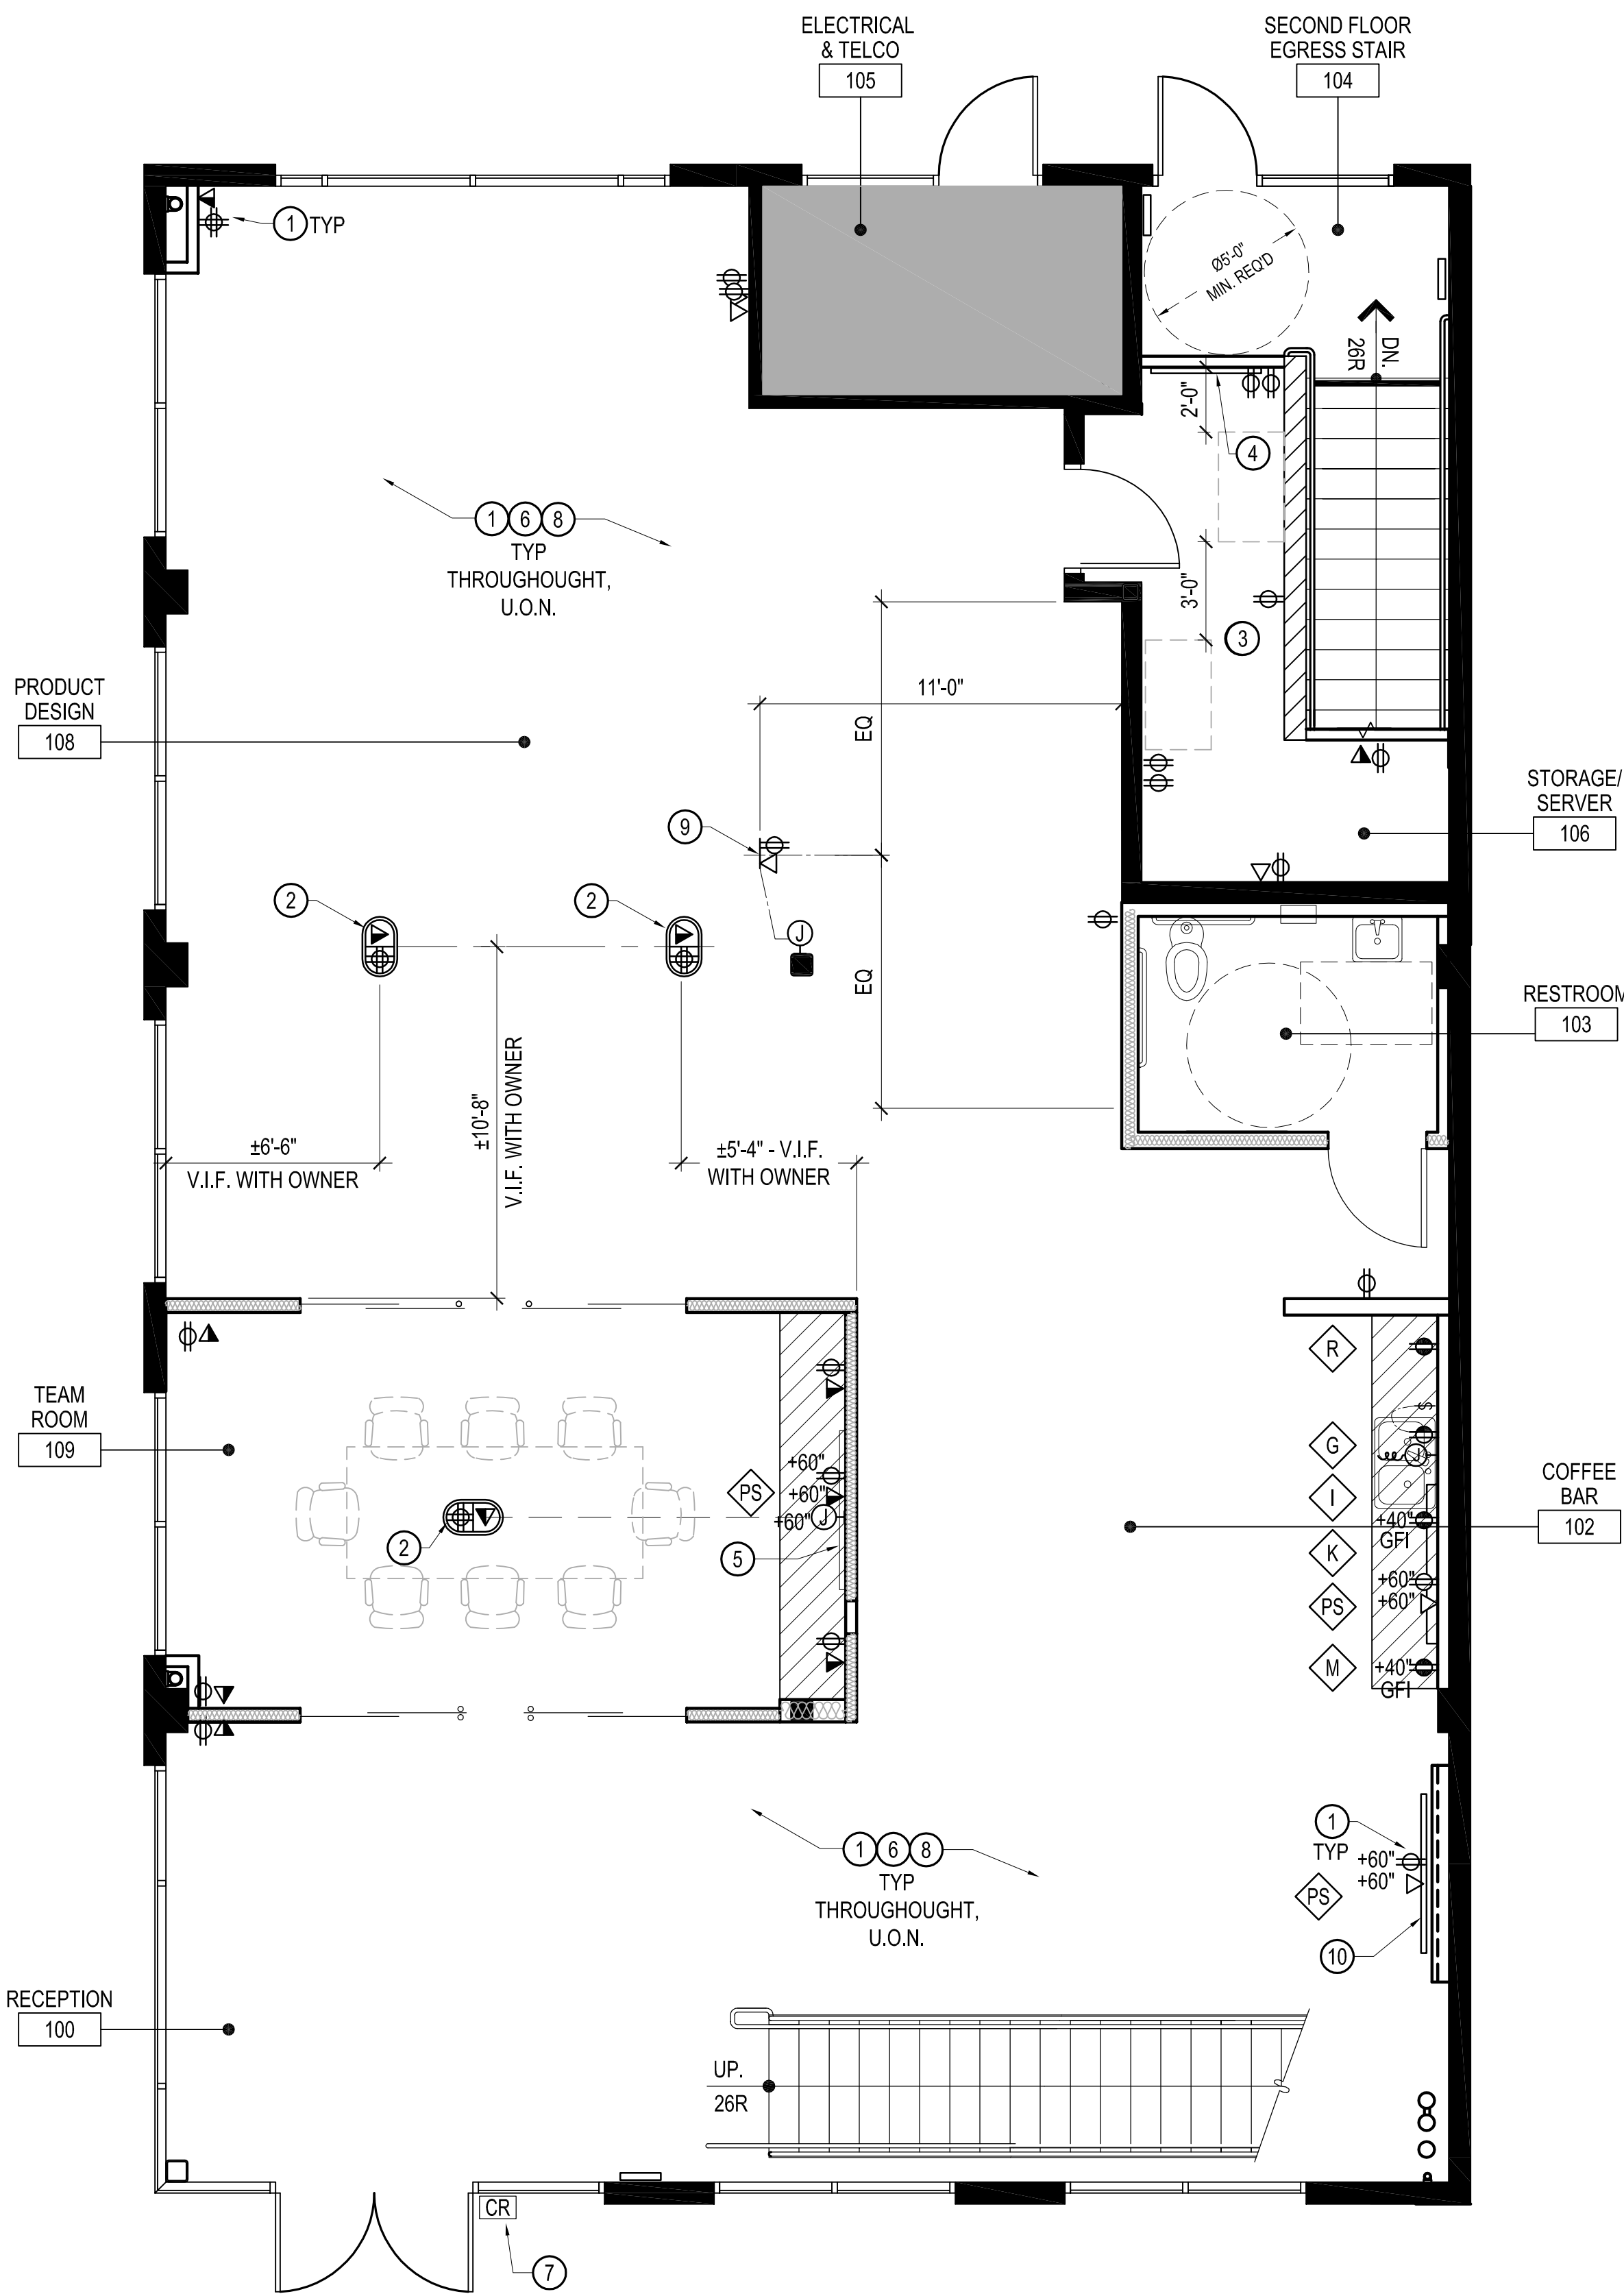 ELECTRICAL
& TELCO
105
SECOND FLOOR
EGRESS STAIR
104
1 TYP
Ø5'-0"
MIN. REQ'D
DN.
26R
2'-0"
4
1 6 8
TYP
THROUGHOUGHT,
U.O.N.
3'-0"
3
PRODUCT
DESIGN
108
11'-0"
EQ
STORAGE/
SERVER
106
9
2
2
J
EQ
RESTROOM
103
±10'-8"
V.I.F. WITH OWNER
±6'-6"
V.I.F. WITH OWNER
±5'-4" - V.I.F.
WITH OWNER
R
TEAM
ROOM
109
S
G
J
+60"
PS
+60"
+60" J
I
COFFEE
BAR
102
2
5
+40"
GFI
K
+60"
PS
+60"
M
+40"
GFI
1
TYP
+60"
+60"
PS
1 6 8
TYP
THROUGHOUGHT,
U.O.N.
10
RECEPTION
100
UP.
26R
CR
7